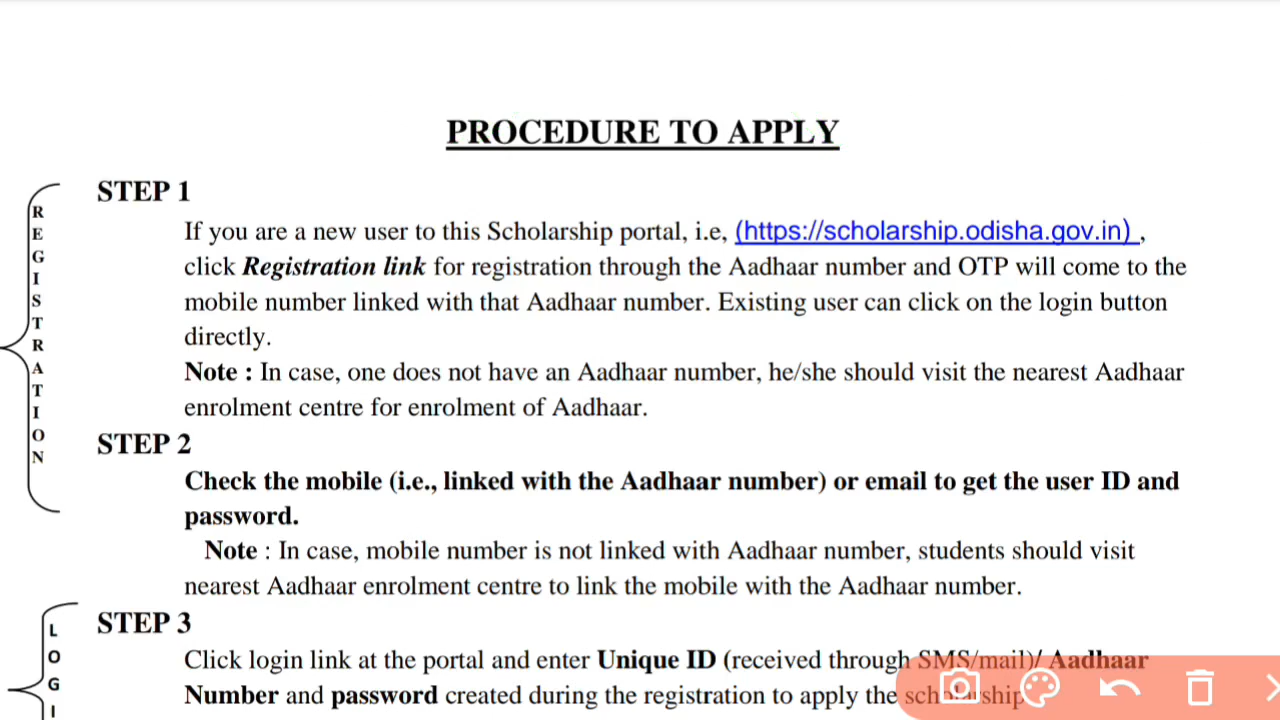 PROCEDURE TO APPLY
REGISTRATION
STEP 1
If you are a new user to this Scholarship portal, i.e, (https://scholarship.odisha.gov.in) ,
click Registration link for registration through the Aadhaar number and OTP will come to the
mobile number linked with that Aadhaar number. Existing user can click on the login button
directly.
Note : In case, one does not have an Aadhaar number, he/she should visit the nearest Aadhaar
enrolment centre for enrolment of Aadhaar.
STEP 2
Check the mobile (i.e., linked with the Aadhaar number) or email to get the user ID and
password.
Note : In case, mobile number is not linked with Aadhaar number, students should visit
nearest Aadhaar enrolment centre to link the mobile with the Aadhaar number.
LOGI
STEP 3
Click login link at the portal and enter Unique ID (received through SMS/mail)/ Aadhaar
Number and password created during the registration to apply the scholarship